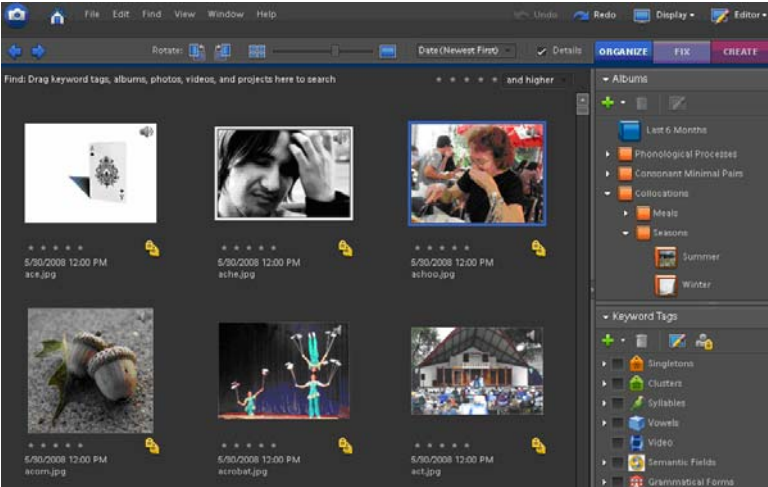 File Edit Find View Window Help Undo Redo Display Editor
Rotate: Date (Newest First) Details ORGANIZE FIX CREATE
Find: Drag keyword tags, albums, photos, videos, and projects here to search and higher
Albums
Last 6 Months
Phonological Processes
Consonant Minimal Pairs
Collocations
Meals
Seasons
Summer
Winter
5/30/2008 12:00 PM 5/30/2008 12:00 PM 5/30/2008 12:00 PM
ace.jpg ache.jpg achoo.jpg
Keyword Tags
Singletons
Clusters
Syllables
Vowels
Video
Semantic Fields
Grammatical Forms
5/30/2008 12:00 PM 5/30/2008 12:00 PM 5/30/2008 12:00 PM
acorn.jpg acrobat.jpg act.jpg